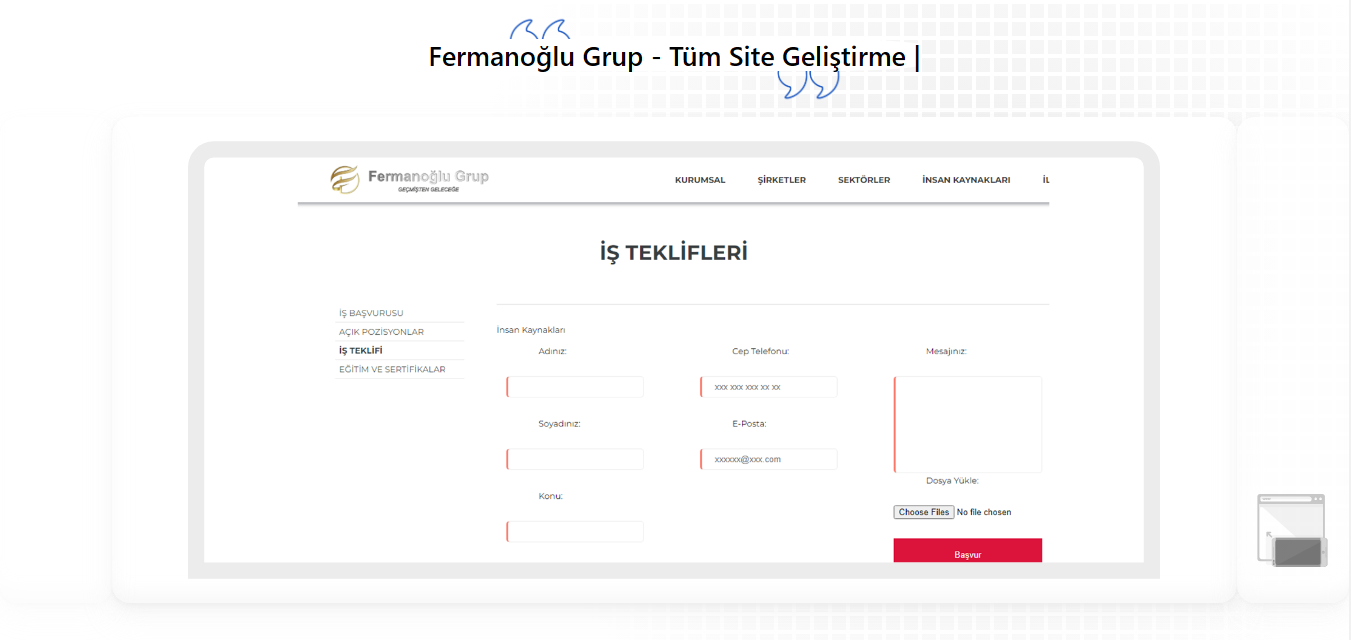 Fermanoğlu Grup - Tüm Site Geliştirme |
Fermanoğlu Grup
GEÇMİŞTEN GELECEĞE
KURUMSAL ŞİRKETLER SEKTÖRLER İNSAN KAYNAKLARI İL
İŞ TEKLİFLERİ
İŞ BAŞVURUSU
AÇIK POZİSYONLAR
İŞ TEKLİFİ
EĞİTİM VE SERTİFİKALAR
İnsan Kaynakları
Adınız: Cep Telefonu: Mesajınız:
xxx xxx xxx xx xx
Soyadınız: E-Posta:
xxxxxx@xxx.com
Dosya Yükle:
Konu:
Choose Files No file chosen
Başvur